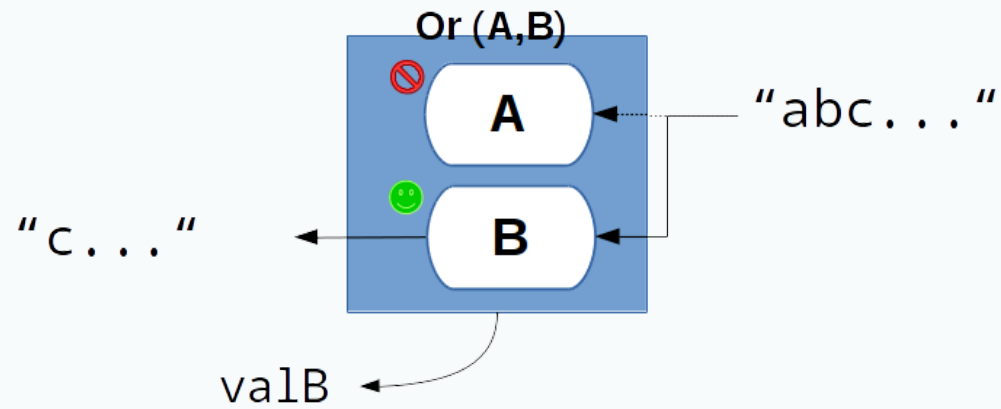 Or (A,B)
A
“abc...“
“c...“
B
valB